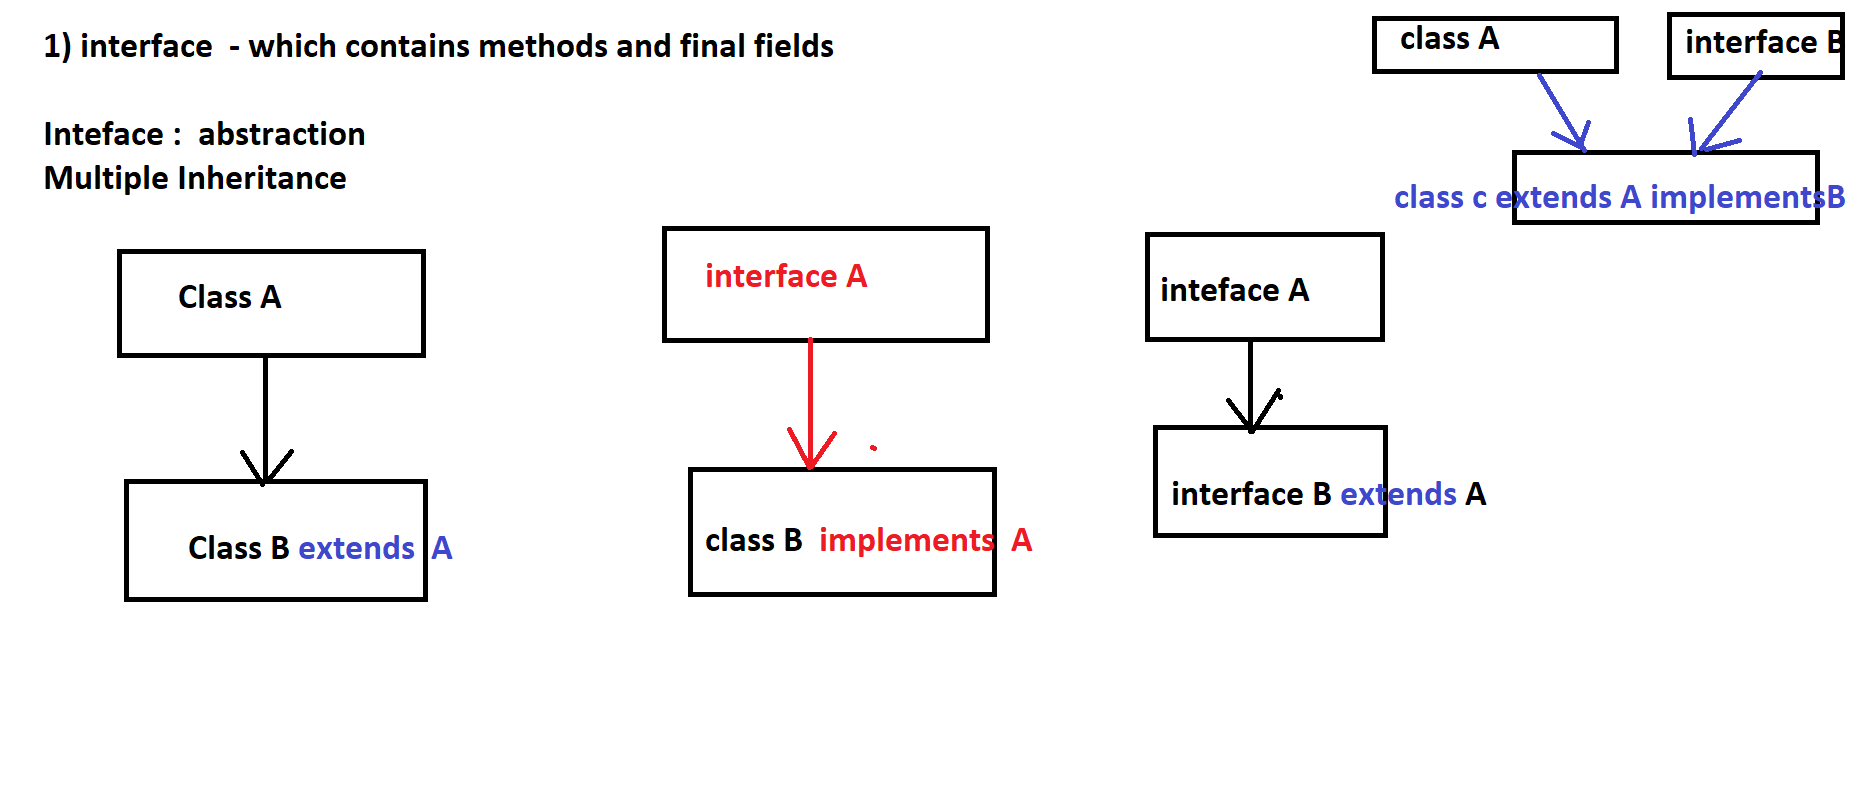 1) interface  - which contains methods and final fields
Inteface :  abstraction
Multiple Inheritance
class A
interface B
class c extends A implementsB
Class A
Class B extends  A
interface A
class B  implements  A
inteface A
interface B extends A